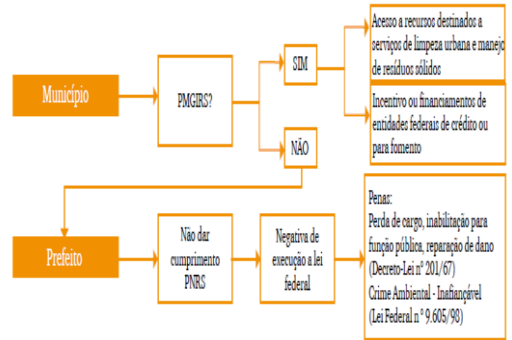 Acesso a recursos destinados a
serviços de limpeza urbana e manejo
de resíduos sólidos
SIM
Município
PMGIRS?
Incentivo ou financiamentos de
entidades federais de crédito ou
para fomento
NÃO
Penas:
Perda de cargo, inabilitação para
função pública, reparação de dano
(Decreto-Lei n° 201/67)
Crime Ambiental - Inafiançável
(Lei Federal n° 9.605/98)
Prefeito
Não dar
cumprimento
PNRS
Negativa de
execução a lei
federal